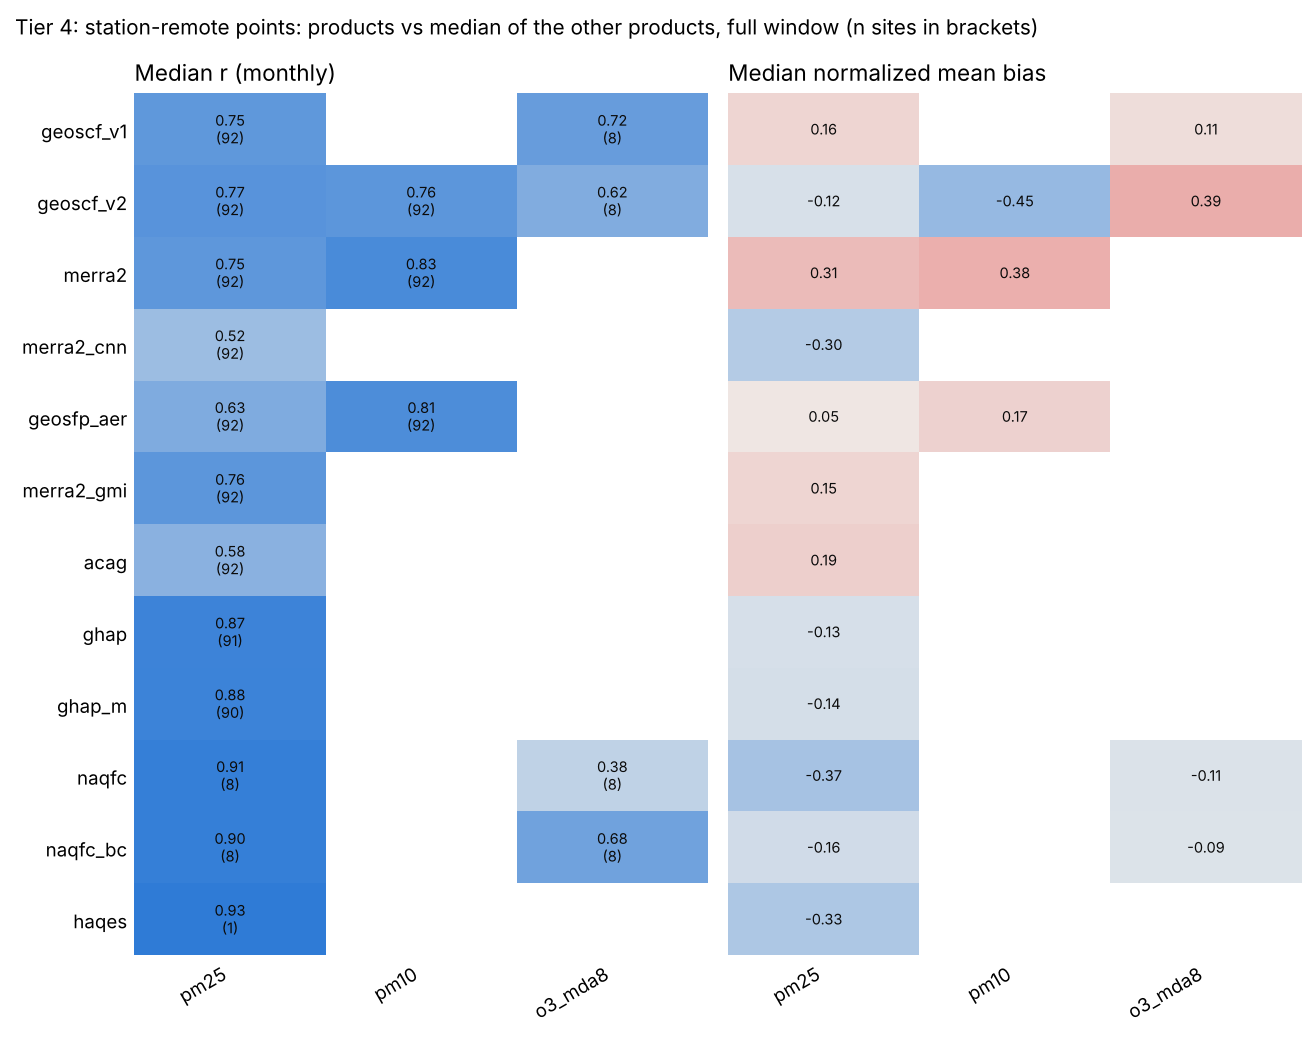 Tier 4: station-remote points: products vs median of the other products, full window (n sites in brackets)
Median r (monthly)
Median normalized mean bias
geoscf_v1
0.75
(92)
0.72
(8)
0.16
0.11
geoscf_v2
0.77
(92)
0.76
(92)
0.62
(8)
-0.12
-0.45
0.39
merra2
0.75
(92)
0.83
(92)
0.31
0.38
merra2_cnn
0.52
(92)
-0.30
geosfp_aer
0.63
(92)
0.81
(92)
0.05
0.17
merra2_gmi
0.76
(92)
0.15
acag
0.58
(92)
0.19
ghap
0.87
(91)
-0.13
ghap_m
0.88
(90)
-0.14
naqfc
0.91
(8)
0.38
(8)
-0.37
-0.11
naqfc_bc
0.90
(8)
0.68
(8)
-0.16
-0.09
haqes
0.93
(1)
-0.33
pm25
pm10
o3_mda8
pm25
pm10
o3_mda8